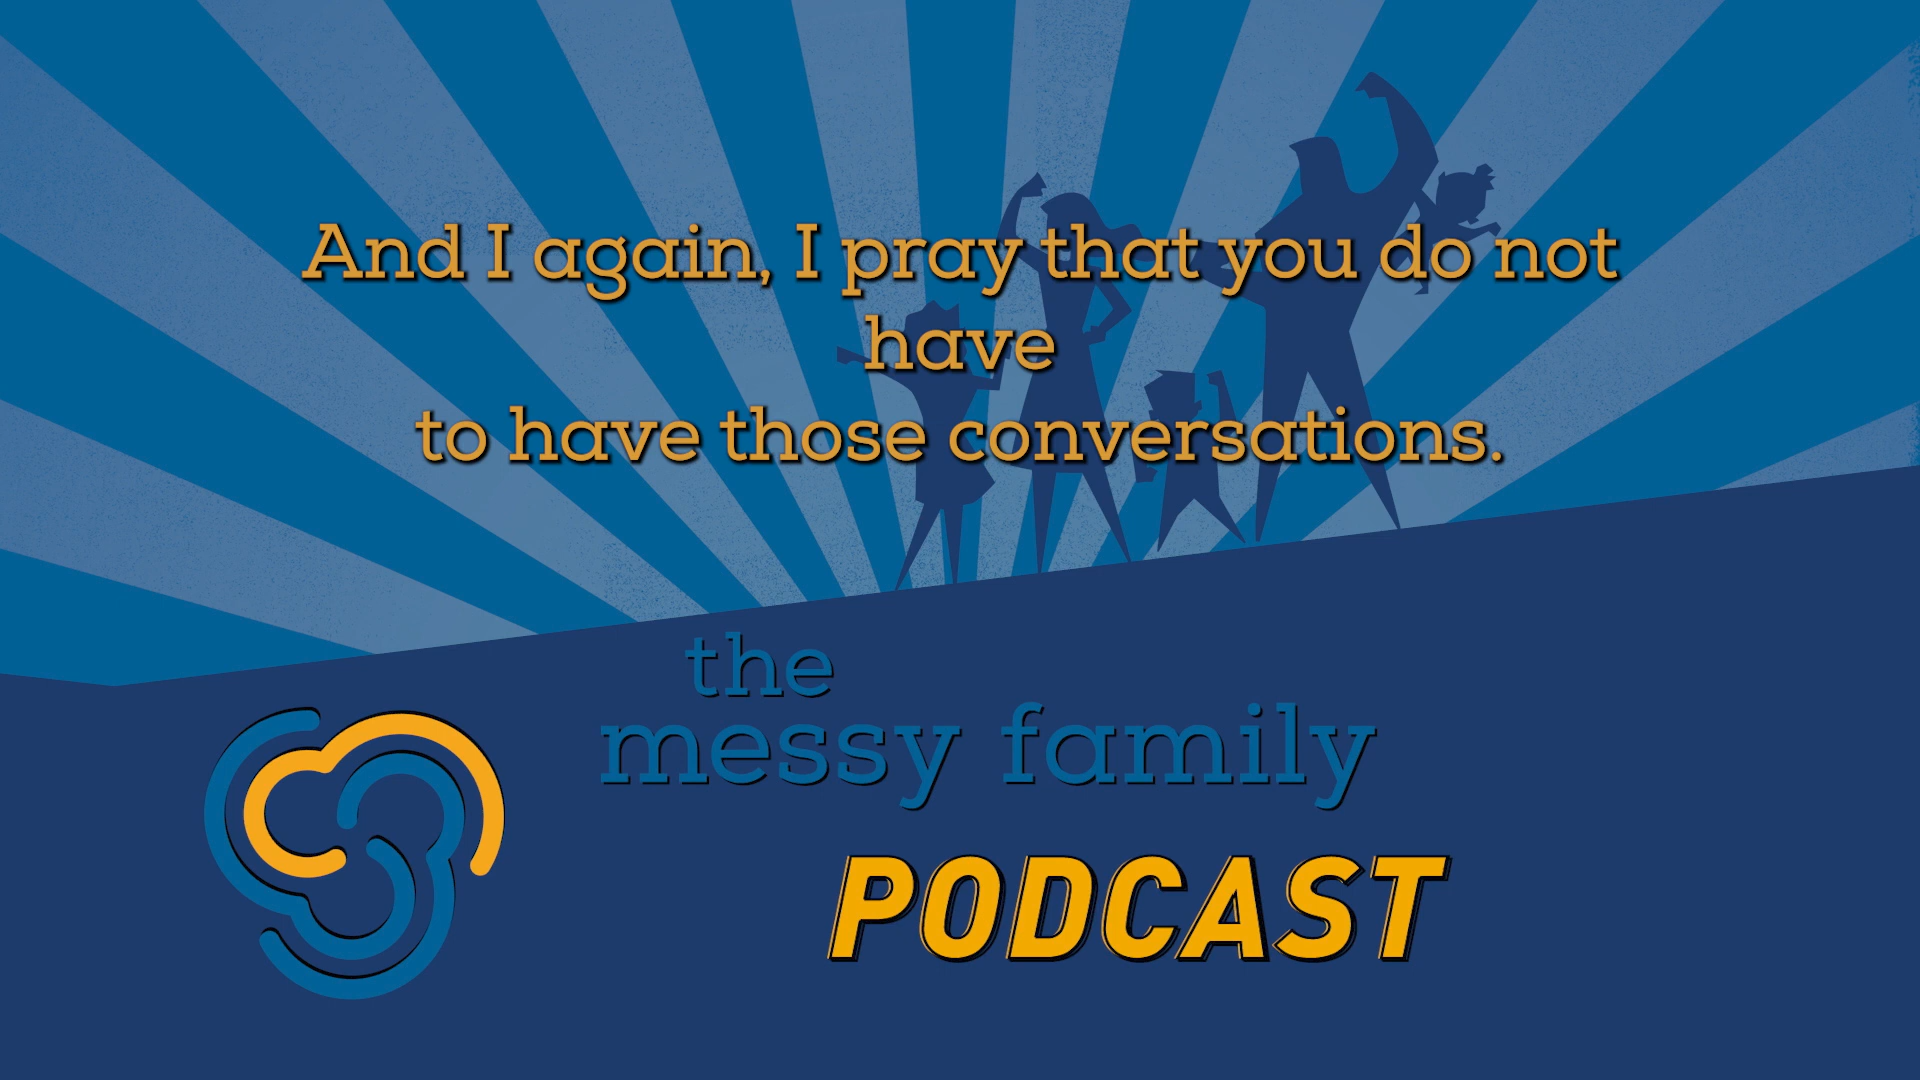 And I again, I pray that you do not
have
to have those conversations.
the
messy family
PODCAST